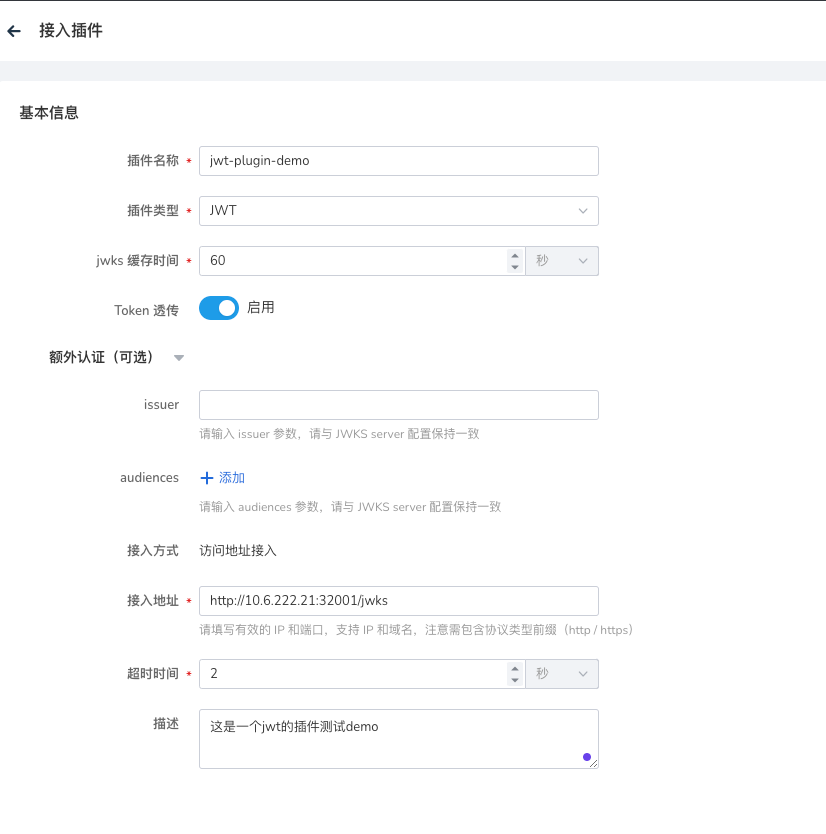 接入插件
基本信息
插件名称 * jwt-plugin-demo
插件类型 * JWT
jwks 缓存时间 * 60 秒
Token 透传 启用
额外认证（可选）
issuer
请输入 issuer 参数，请与 JWKS server 配置保持一致
audiences 添加
请输入 audiences 参数，请与 JWKS server 配置保持一致
接入方式 访问地址接入
接入地址 * http://10.6.222.21:32001/jwks
请填写有效的 IP 和端口，支持 IP 和域名，注意需包含协议类型前缀（http / https）
超时时间 * 2 秒
描述 这是一个jwt的插件测试demo